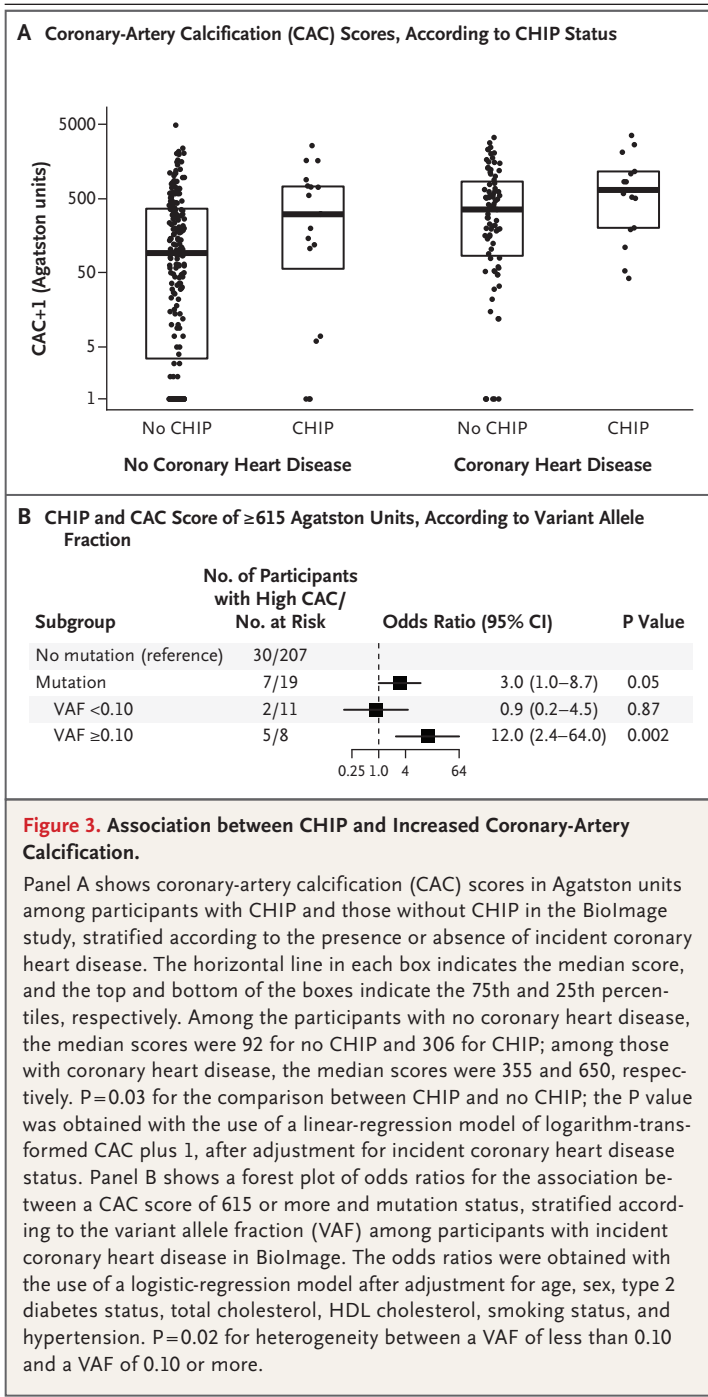 A Coronary-Artery Calcification (CAC) Scores, According to CHIP Status
CAC+1 (Agatston units)
5000
500
50
5
1
No CHIP CHIP No CHIP CHIP
No Coronary Heart Disease Coronary Heart Disease
B CHIP and CAC Score of ≥615 Agatston Units, According to Variant Allele
Fraction
No. of Participants
with High CAC/
Subgroup No. at Risk Odds Ratio (95% CI) P Value
No mutation (reference) 30/207
Mutation 7/19 3.0 (1.0–8.7) 0.05
VAF <0.10 2/11 0.9 (0.2–4.5) 0.87
VAF ≥0.10 5/8 12.0 (2.4–64.0) 0.002
0.25 1.0 4 64
Figure 3. Association between CHIP and Increased Coronary-Artery
Calcification.
Panel A shows coronary-artery calcification (CAC) scores in Agatston units
among participants with CHIP and those without CHIP in the BioImage
study, stratified according to the presence or absence of incident coronary
heart disease. The horizontal line in each box indicates the median score,
and the top and bottom of the boxes indicate the 75th and 25th percen-
tiles, respectively. Among the participants with no coronary heart disease,
the median scores were 92 for no CHIP and 306 for CHIP; among those
with coronary heart disease, the median scores were 355 and 650, respec-
tively. P=0.03 for the comparison between CHIP and no CHIP; the P value
was obtained with the use of a linear-regression model of logarithm-trans-
formed CAC plus 1, after adjustment for incident coronary heart disease
status. Panel B shows a forest plot of odds ratios for the association be-
tween a CAC score of 615 or more and mutation status, stratified accord-
ing to the variant allele fraction (VAF) among participants with incident
coronary heart disease in BioImage. The odds ratios were obtained with
the use of a logistic-regression model after adjustment for age, sex, type 2
diabetes status, total cholesterol, HDL cholesterol, smoking status, and
hypertension. P=0.02 for heterogeneity between a VAF of less than 0.10
and a VAF of 0.10 or more.